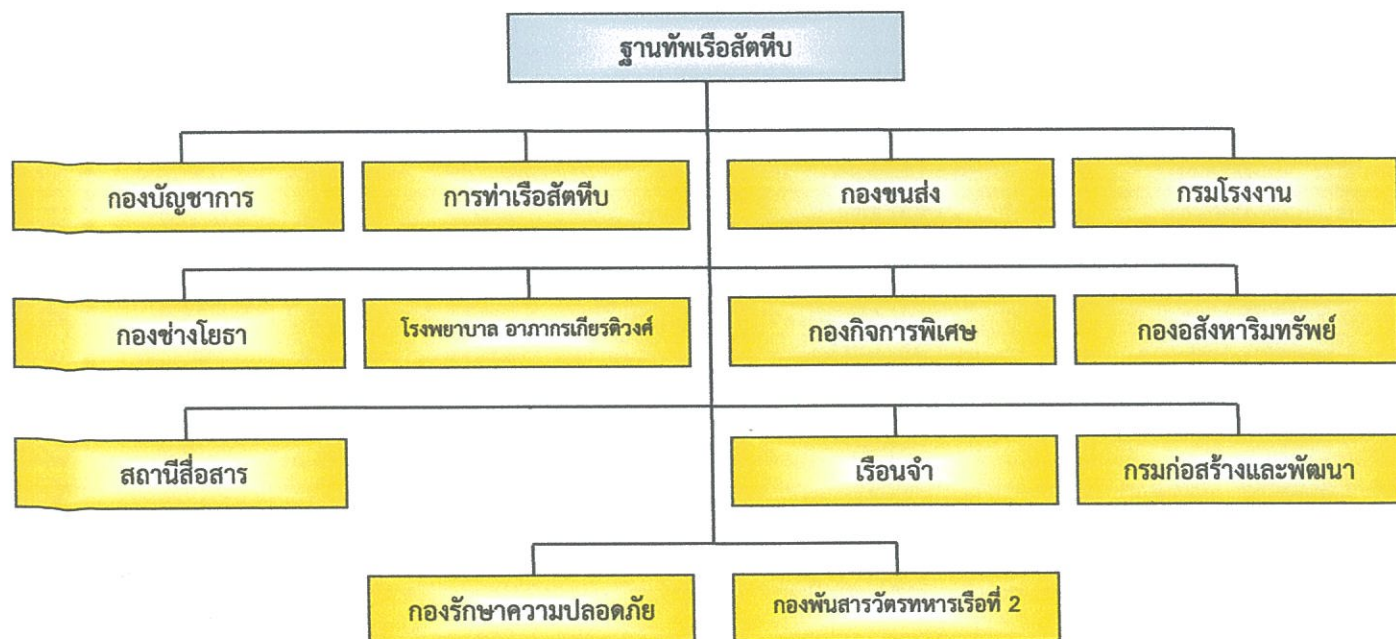 ฐานทัพเรือสัตหีบ
กองบัญชาการ
การท่าเรือสัตหีบ
กองขนส่ง
กรมโรงงาน
กองช่างโยธา
โรงพยาบาล อาภากรเกียรติวงศ์
กองกิจการพิเศษ
กองอสังหาริมทรัพย์
สถานีสื่อสาร
เรือนจำ
กรมก่อสร้างและพัฒนา
กองรักษาความปลอดภัย
กองพันสารวัตรทหารเรือที่ 2